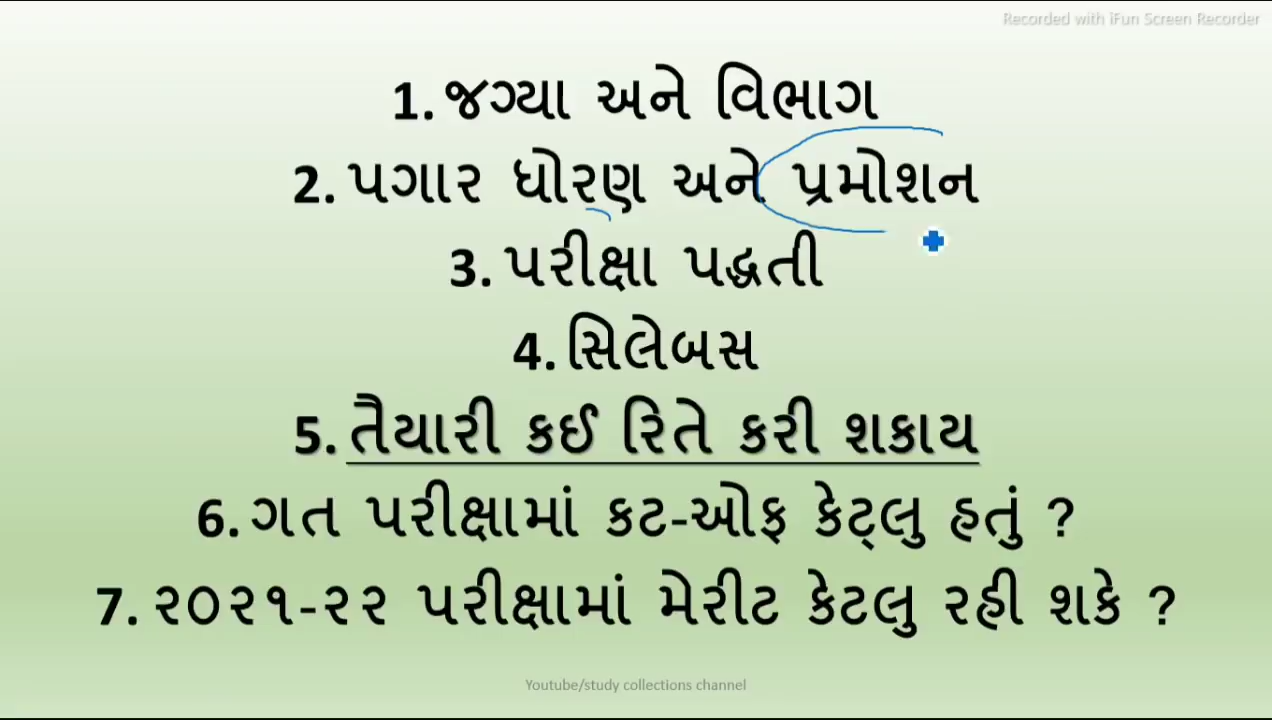 Recorded with iFun Screen Recorder
1. જગ્યા અને વિભાગ
2. પગાર ધોરણ અને પ્રમોશન
3. પરીક્ષા પદ્ધતી
4. સિલેબસ
5. તૈયારી કઈ રિતે કરી શકાય
6. ગત પરીક્ષામાં કટ-ઓફ કેટ્લુ હતું ?
7. ૨૦૨૧-૨૨ પરીક્ષામાં મેરીટ કેટલુ રહી શકે ?
Youtube/study collections channel